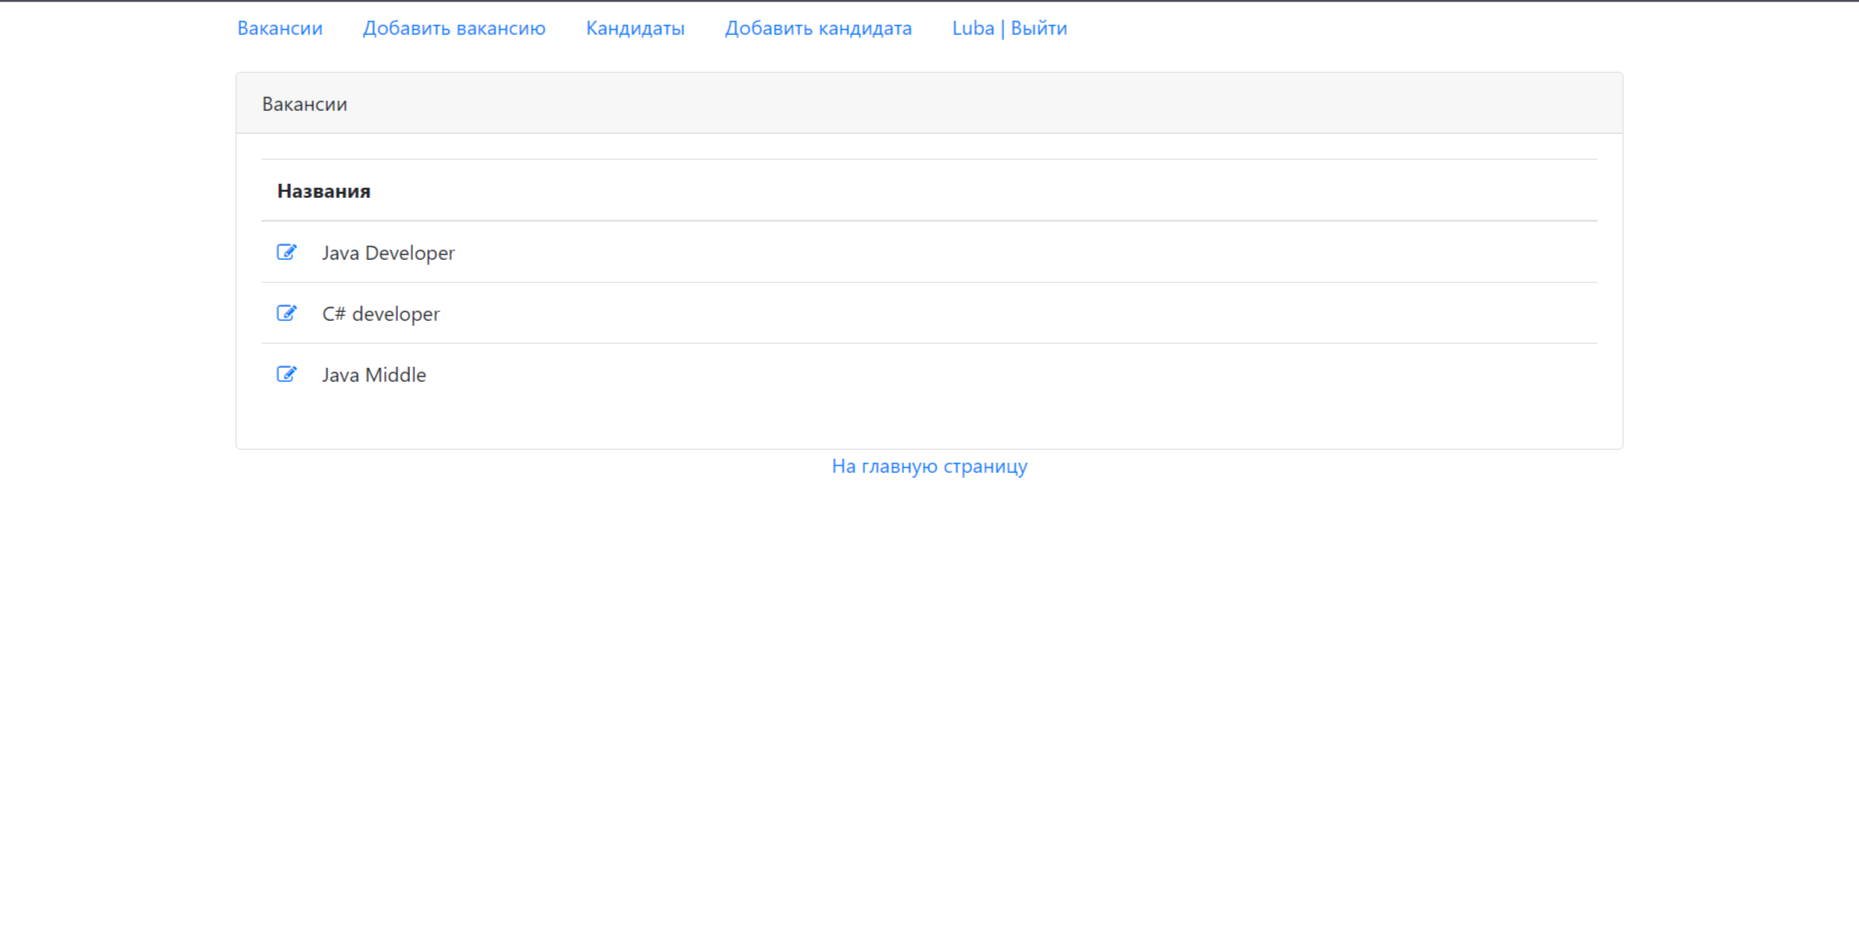 Вакансии Добавить вакансию Кандидаты Добавить кандидата Luba | Выйти
Вакансии
Названия
Java Developer
C# developer
Java Middle
На главную страницу